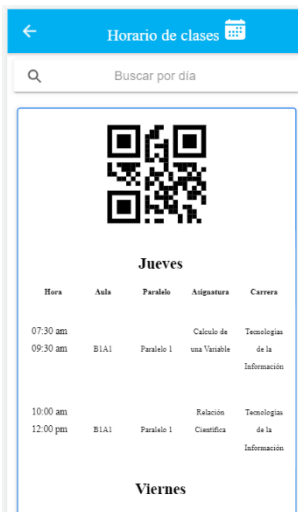 Horario de clases
Buscar por día
Jueves
Hora Aula Paralelo Asignatura Carrera
07:30 am Calculo de Tecnologias
09:30 am B1A1 Paralelo 1 una Variable de la
Información
10:00 am Relación Tecnologias
12:00 pm B1A1 Paralelo 1 Científica de la
Información
Viernes